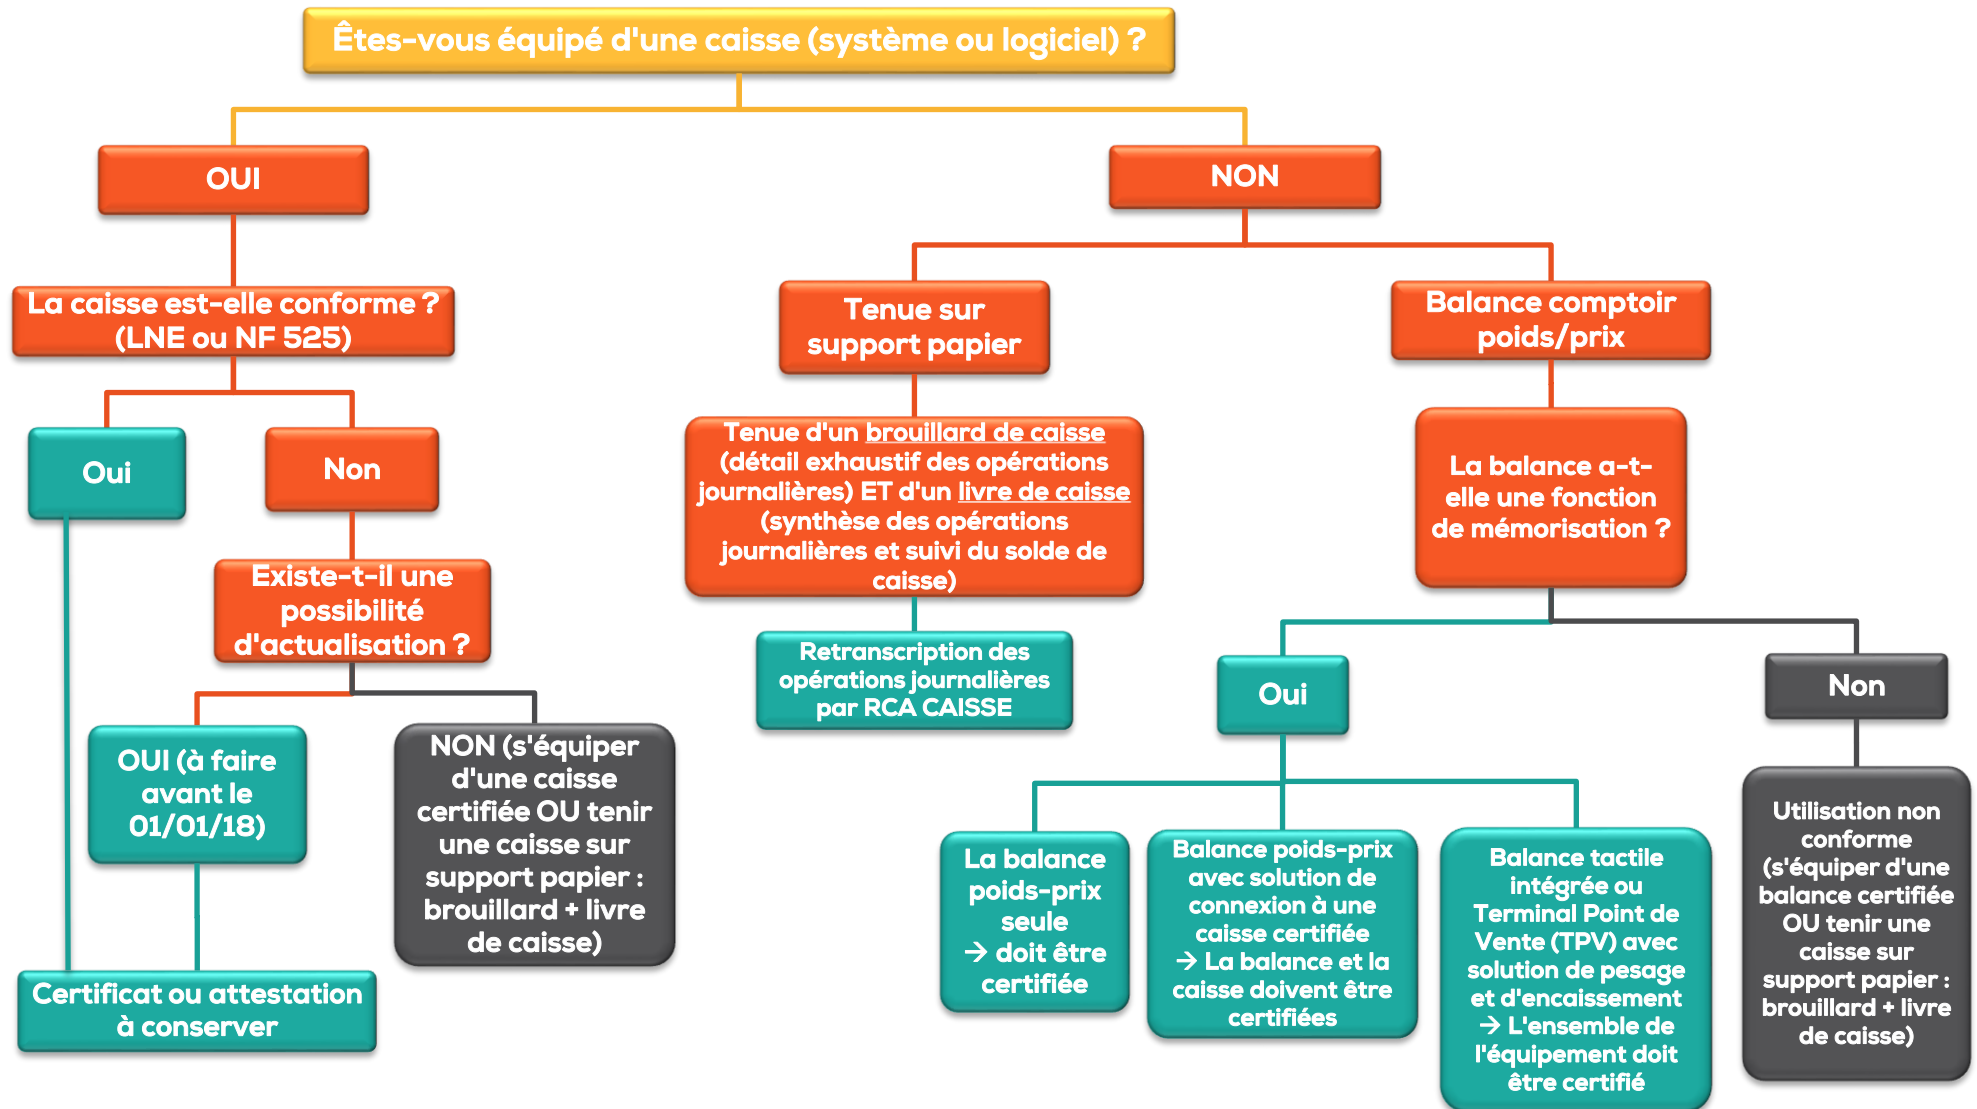 Êtes-vous équipé d'une caisse (système ou logiciel) ?
OUI
NON
La caisse est-elle conforme ?
(LNE ou NF 525)
Oui
Non
Existe-t-il une
possibilité
d'actualisation ?
OUI (à faire
avant le
01/01/18)
NON (s'équiper
d'une caisse
certifiée OU tenir
une caisse sur
support papier :
brouillard + livre
de caisse)
Certificat ou attestation
à conserver
Tenue sur
support papier
Tenue d'un brouillard de caisse
(détail exhaustif des opérations
journalières) ET d'un livre de caisse
(synthèse des opérations
journalières et suivi du solde de
caisse)
Retranscription des
opérations journalières
par RCA CAISSE
Balance comptoir
poids/prix
La balance a-t-
elle une fonction
de mémorisation ?
Oui
Non
La balance
poids-prix
seule
→ doit être
certifiée
Balance poids-prix
avec solution de
connexion à une
caisse certifiée
→ La balance et la
caisse doivent être
certifiées
Balance tactile
intégrée ou
Terminal Point de
Vente (TPV) avec
solution de pesage
et d'encaissement
→ L'ensemble de
l'équipement doit
être certifié
Utilisation non
conforme
(s'équiper d'une
balance certifiée
OU tenir une
caisse sur
support papier :
brouillard + livre
de caisse)